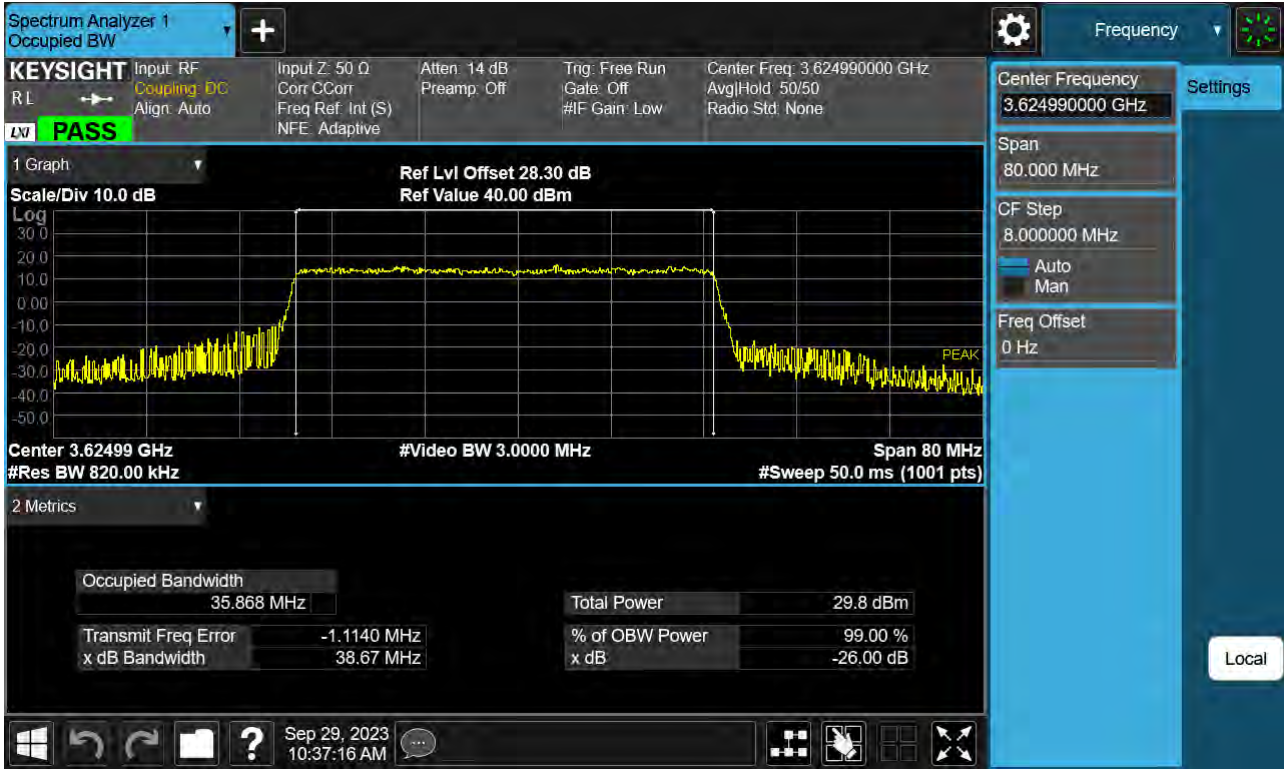 Spectrum Analyzer 1
Occupied BW
Frequency
KEYSIGHT
RL
LXI PASS
Input: RF
Coupling: DC
Align: Auto
Input Z: 50 Ω
Corr CCorr
Freq Ref: Int (S)
NFE: Adaptive
Atten: 14 dB
Preamp: Off
Trig: Free Run
Gate: Off
#IF Gain: Low
Center Freq: 3.624990000 GHz
Avg|Hold: 50/50
Radio Std: None
Center Frequency
3.624990000 GHz
Settings
Span
80.000 MHz
CF Step
8.000000 MHz
Auto
Man
Freq Offset
0 Hz
Local
1 Graph
Scale/Div 10.0 dB
Ref Lvl Offset 28.30 dB
Ref Value 40.00 dBm
Log
30.0
20.0
10.0
0.00
-10.0
-20.0
-30.0
-40.0
-50.0
PEAK
Center 3.62499 GHz
#Video BW 3.0000 MHz
Span 80 MHz
#Res BW 820.00 kHz
#Sweep 50.0 ms (1001 pts)
2 Metrics
Occupied Bandwidth
35.868 MHz
Total Power 29.8 dBm
Transmit Freq Error -1.1140 MHz
% of OBW Power 99.00 %
x dB Bandwidth 38.67 MHz
x dB -26.00 dB
?
Sep 29, 2023
10:37:16 AM